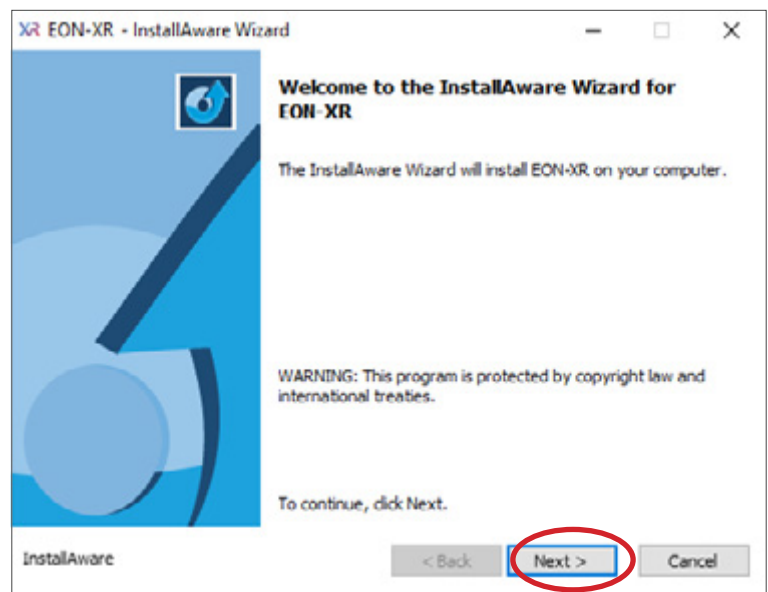 XR EON-XR - InstallAware Wizard
Welcome to the InstallAware Wizard for
EON-XR
The InstallAware Wizard will install EON-XR on your computer.
WARNING: This program is protected by copyright law and
international treaties.
To continue, click Next.
InstallAware
< Back
Next >
Cancel